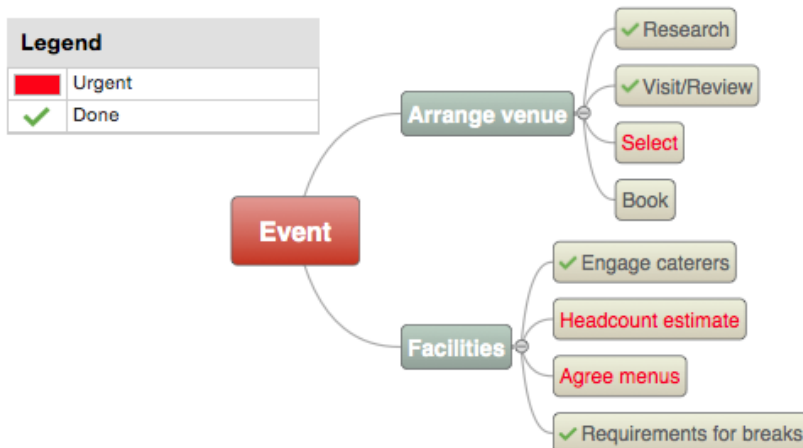 Legend
Urgent
Done
Event
Arrange venue
Research
Visit/Review
Select
Book
Facilities
Engage caterers
Headcount estimate
Agree menus
Requirements for breaks